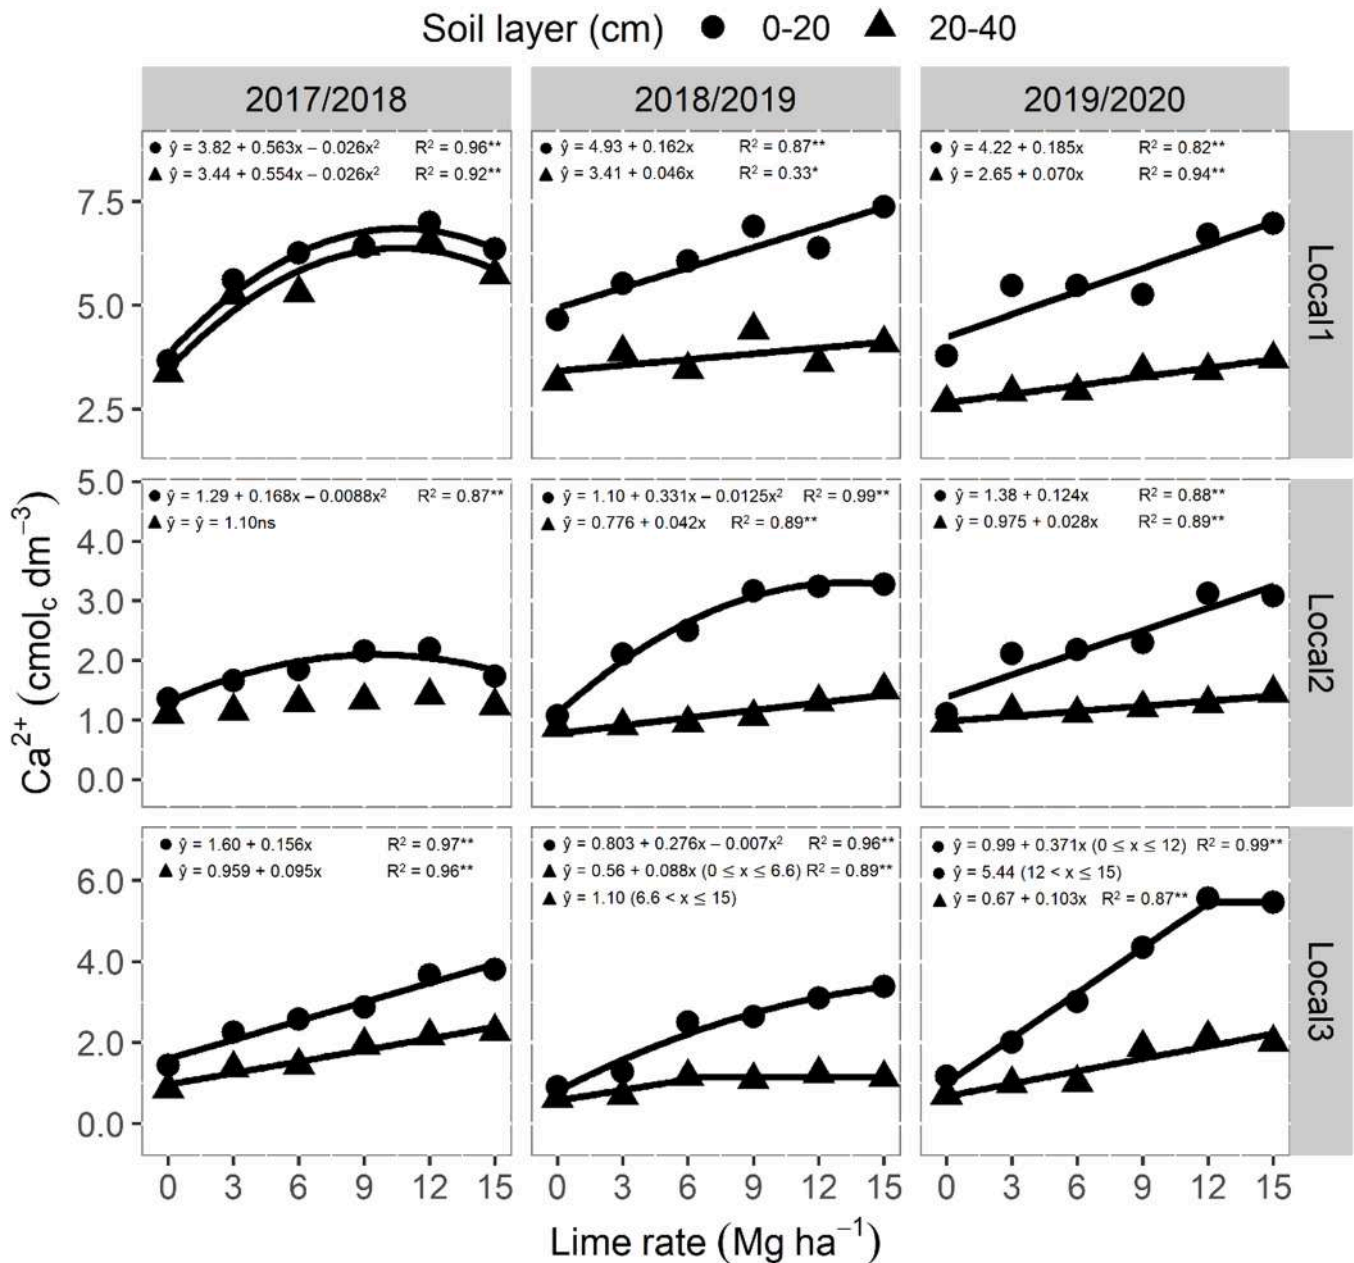 Soil layer (cm) ● 0-20 ▲ 20-40
2017/2018 2018/2019 2019/2020
● ŷ = 3.82 + 0.563x − 0.026x² R² = 0.96**
▲ ŷ = 3.44 + 0.554x − 0.026x² R² = 0.92**
● ŷ = 4.93 + 0.162x R² = 0.87**
▲ ŷ = 3.41 + 0.046x R² = 0.33*
● ŷ = 4.22 + 0.185x R² = 0.82**
▲ ŷ = 2.65 + 0.070x R² = 0.94**
7.5
5.0
2.5
Local1
● ŷ = 1.29 + 0.168x − 0.0088x² R² = 0.87**
▲ ŷ = ŷ = 1.10ns
● ŷ = 1.10 + 0.331x − 0.0125x² R² = 0.99**
▲ ŷ = 0.776 + 0.042x R² = 0.89**
● ŷ = 1.38 + 0.124x R² = 0.88**
▲ ŷ = 0.975 + 0.028x R² = 0.89**
5.0
4.0
3.0
2.0
1.0
0.0
Local2
Ca²⁺ (cmol_c dm⁻³)
● ŷ = 1.60 + 0.156x R² = 0.97**
▲ ŷ = 0.959 + 0.095x R² = 0.96**
● ŷ = 0.803 + 0.276x − 0.007x² R² = 0.96**
▲ ŷ = 0.56 + 0.088x (0 ≤ x ≤ 6.6) R² = 0.89**
▲ ŷ = 1.10 (6.6 < x ≤ 15)
● ŷ = 0.99 + 0.371x (0 ≤ x ≤ 12) R² = 0.99**
● ŷ = 5.44 (12 < x ≤ 15)
▲ ŷ = 0.67 + 0.103x R² = 0.87**
6.0
4.0
2.0
0.0
Local3
0 3 6 9 12 15 0 3 6 9 12 15 0 3 6 9 12 15
Lime rate (Mg ha⁻¹)